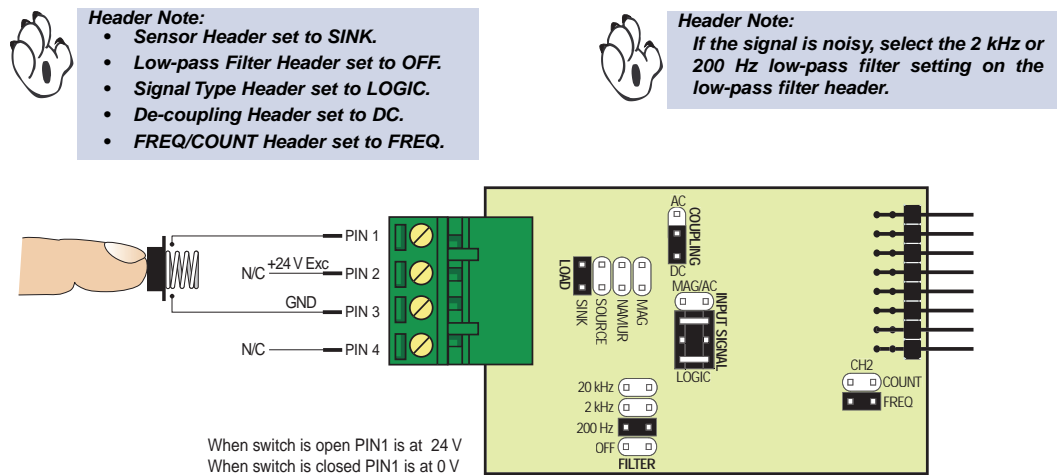 Header Note:
• Sensor Header set to SINK.
• Low-pass Filter Header set to OFF.
• Signal Type Header set to LOGIC.
• De-coupling Header set to DC.
• FREQ/COUNT Header set to FREQ.
Header Note:
If the signal is noisy, select the 2 kHz or
200 Hz low-pass filter setting on the
low-pass filter header.
PIN 1
N/C +24 V Exc PIN 2
GND PIN 3
N/C PIN 4
AC
COUPLING
DC
LOAD
SINK
SOURCE
NAMUR
MAG
MAG/AC
INPUT SIGNAL
LOGIC
20 kHz
2 kHz
200 Hz
OFF
FILTER
CH2
COUNT
FREQ
When switch is open PIN1 is at 24 V
When switch is closed PIN1 is at 0 V